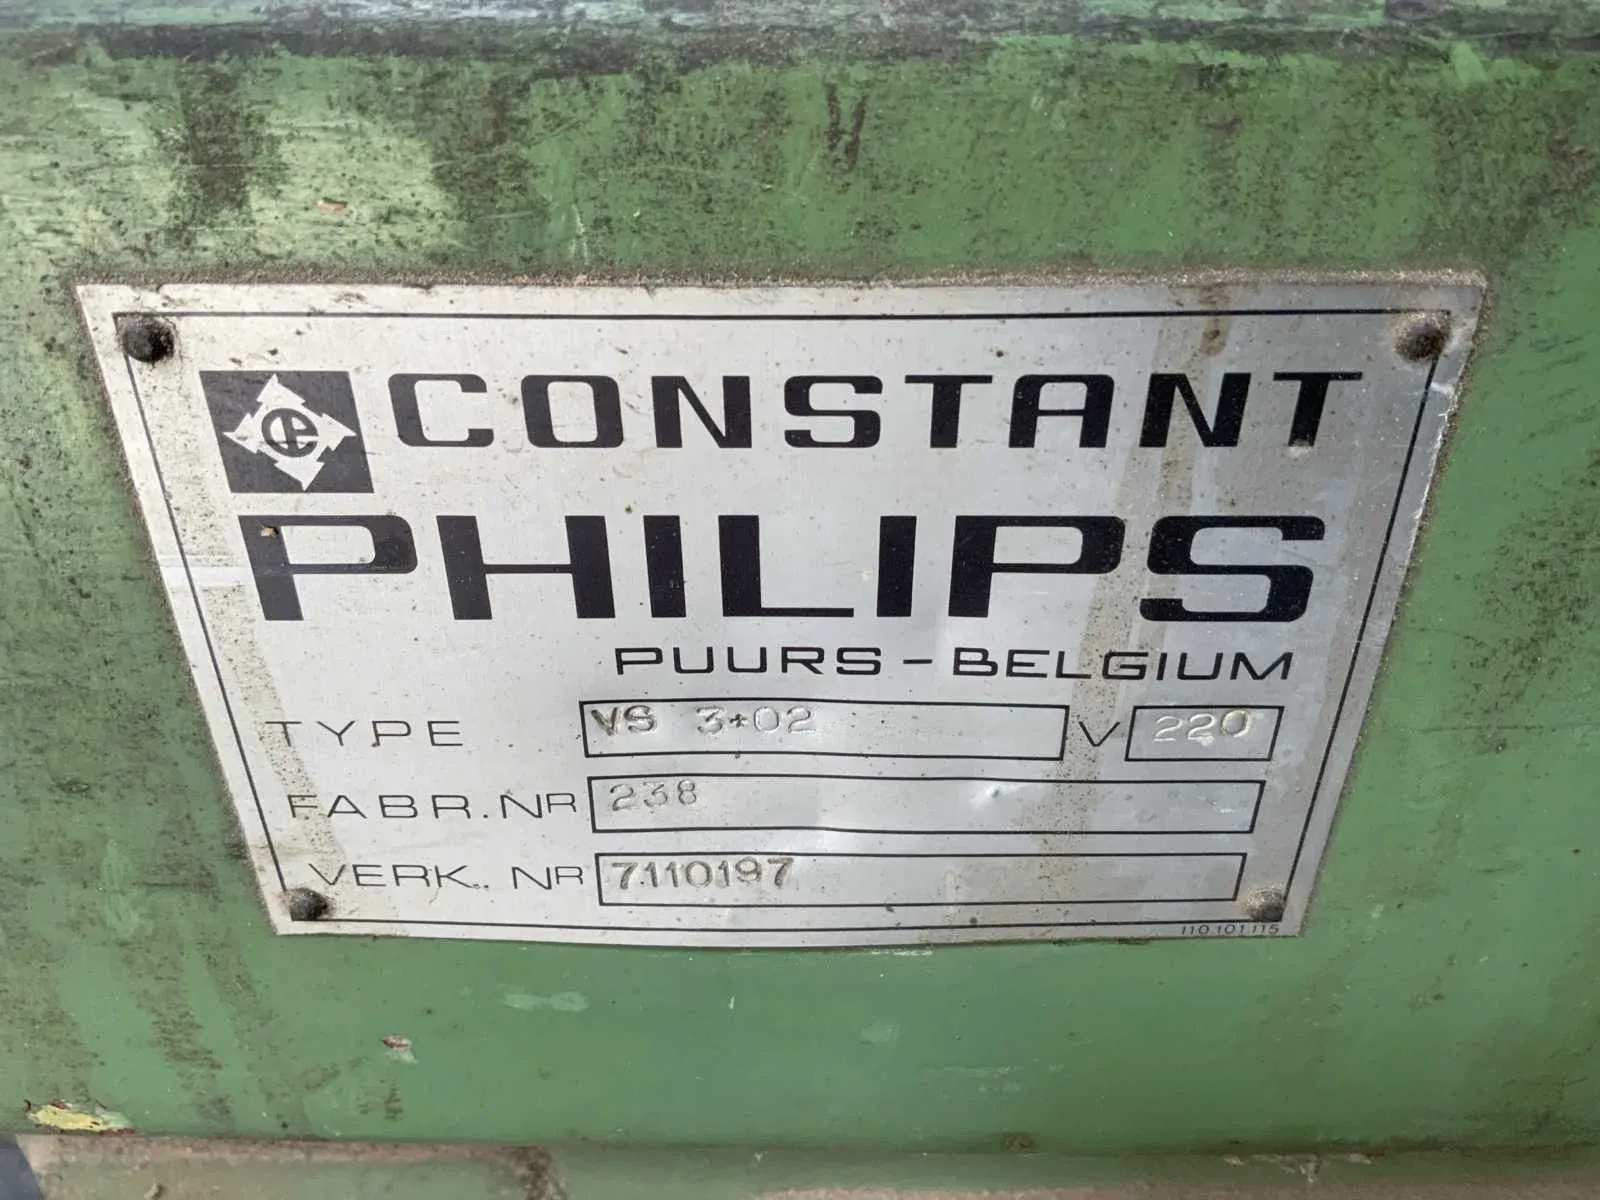 CONSTANT
PHILIPS
PUURS - BELGIUM
TYPE VS 3*02 V 220
FABR. NR 238
VERK. NR 7110197
110 101 115